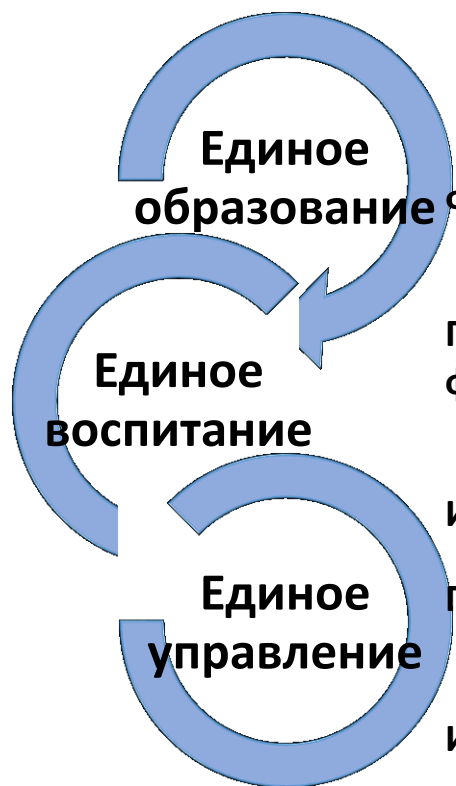 Единое
образование
Единое
воспитание
Единое
управление